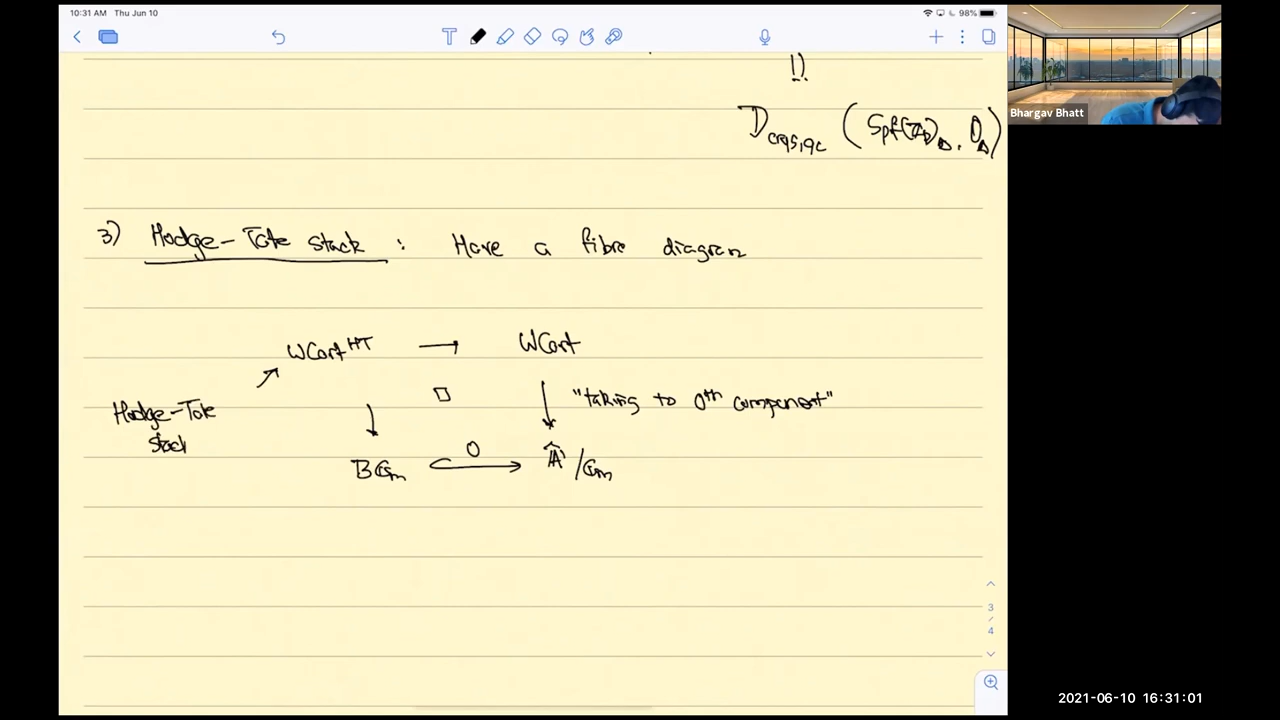 10:31 AM Thu Jun 10
98%
Bhargav Bhatt
!!
D_{crys,qc} (Spf(Z_p)_Δ, O_Δ)
3) Hodge-Tate stack : Have a fibre diagram
WCart^{HT} → WCart
Hodge-Tate stack ↗
↓ □ ↓ "taking to 0th component"
BG_m ↪ 0 Â/G_m
3 / 4
2021-06-10 16:31:01